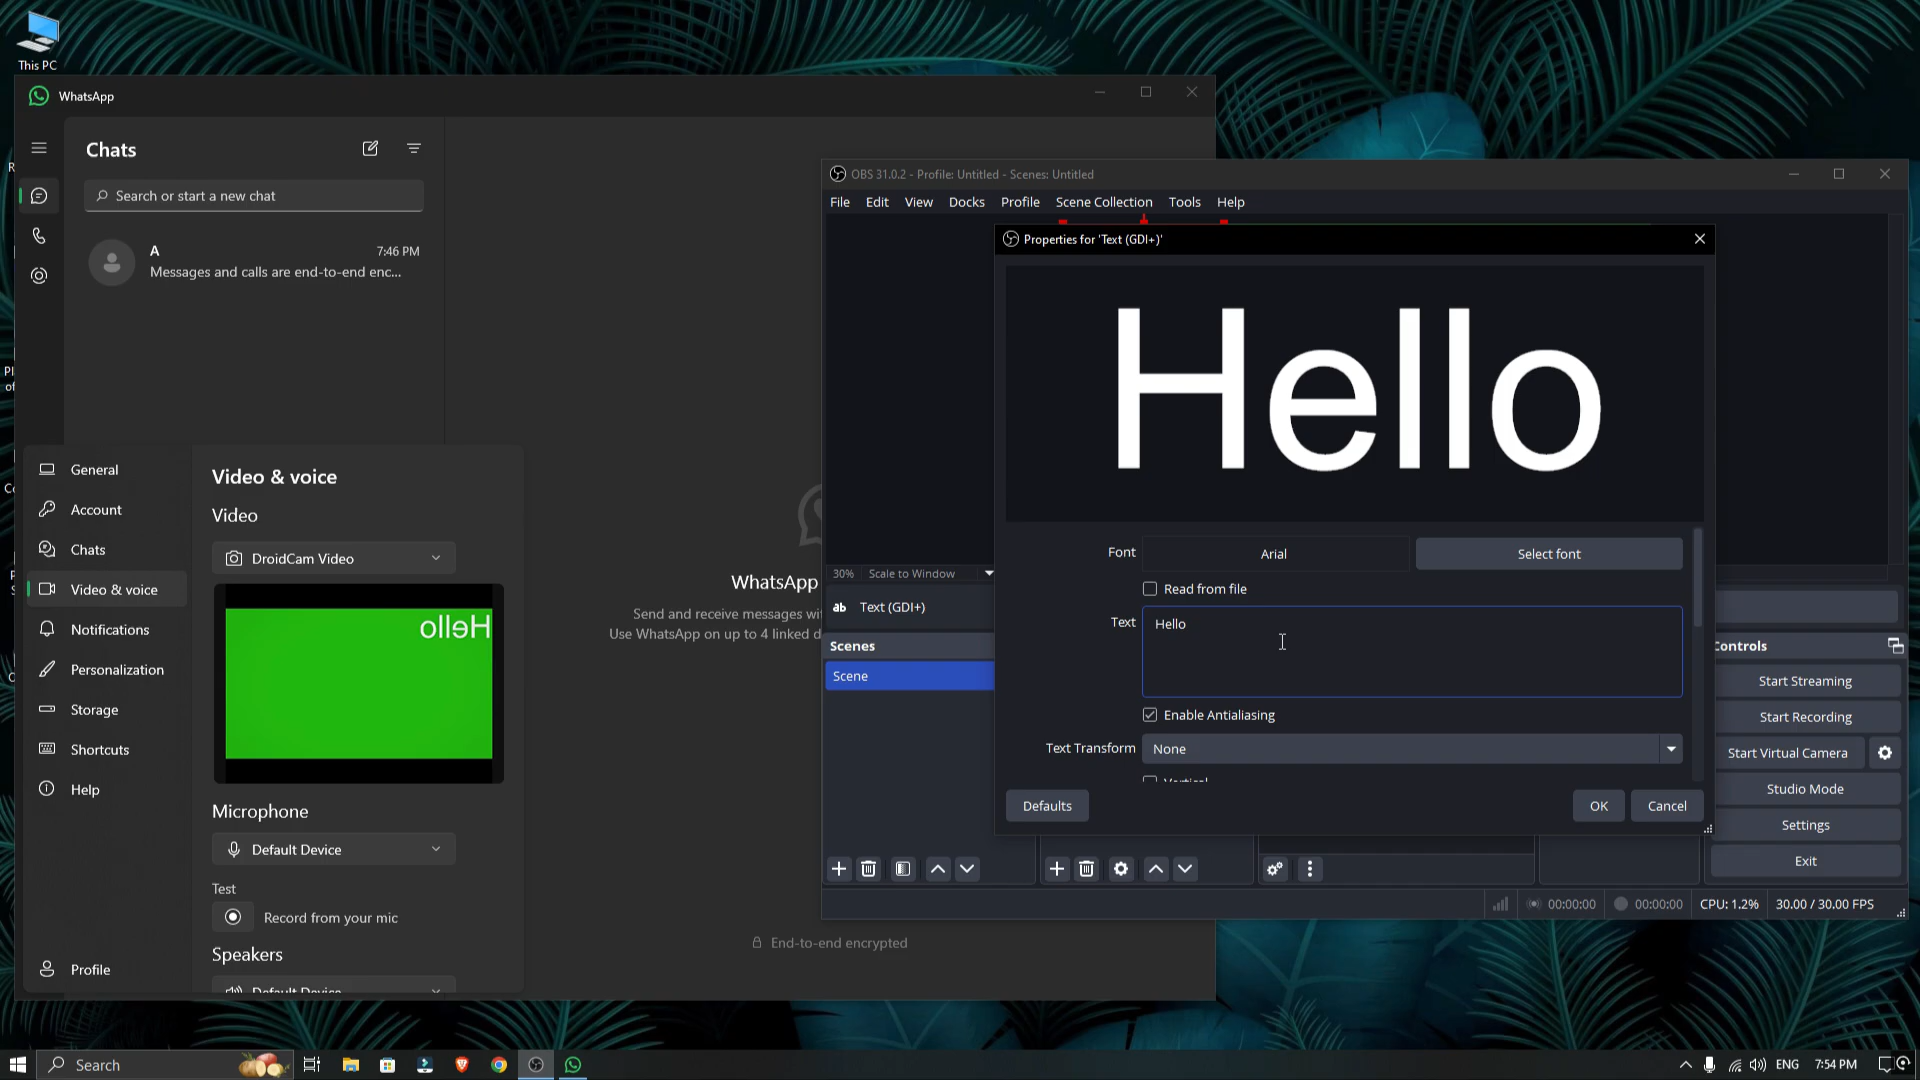 This PC
WhatsApp
Chats
Search or start a new chat
A
7:46 PM
Messages and calls are end-to-end enc...
General
Account
Chats
Video & voice
Notifications
Personalization
Storage
Shortcuts
Help
Profile
Video & voice
Video
DroidCam Video
Hello
Microphone
Default Device
Test
Record from your mic
Speakers
Default Device
WhatsApp
Send and receive messages wi
Use WhatsApp on up to 4 linked d
End-to-end encrypted
OBS 31.0.2 - Profile: Untitled - Scenes: Untitled
File Edit View Docks Profile Scene Collection Tools Help
Properties for 'Text (GDI+)'
Hello
Font Arial Select font
Read from file
Text Hello
Enable Antialiasing
Text Transform None
Vertical
Defaults OK Cancel
30% Scale to Window
ab Text (GDI+)
Scenes
Scene
Controls
Start Streaming
Start Recording
Start Virtual Camera
Studio Mode
Settings
Exit
00:00:00 00:00:00 CPU: 1.2% 30.00 / 30.00 FPS
Search
ENG 7:54 PM